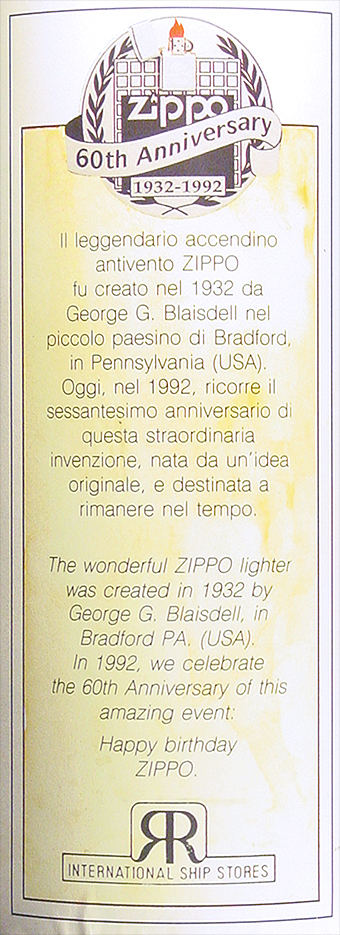 Zippo
60th Anniversary
1932-1992
Il leggendario accendino
antivento ZIPPO
fu creato nel 1932 da
George G. Blaisdell nel
piccolo paesino di Bradford,
in Pennsylvania (USA).
Oggi, nel 1992, ricorre il
sessantesimo anniversario di
questa straordinaria
invenzione, nata da un'idea
originale, e destinata a
rimanere nel tempo.
The wonderful ZIPPO lighter
was created in 1932 by
George G. Blaisdell, in
Bradford PA. (USA).
In 1992, we celebrate
the 60th Anniversary of this
amazing event:
Happy birthday
ZIPPO.
RR
INTERNATIONAL SHIP STORES